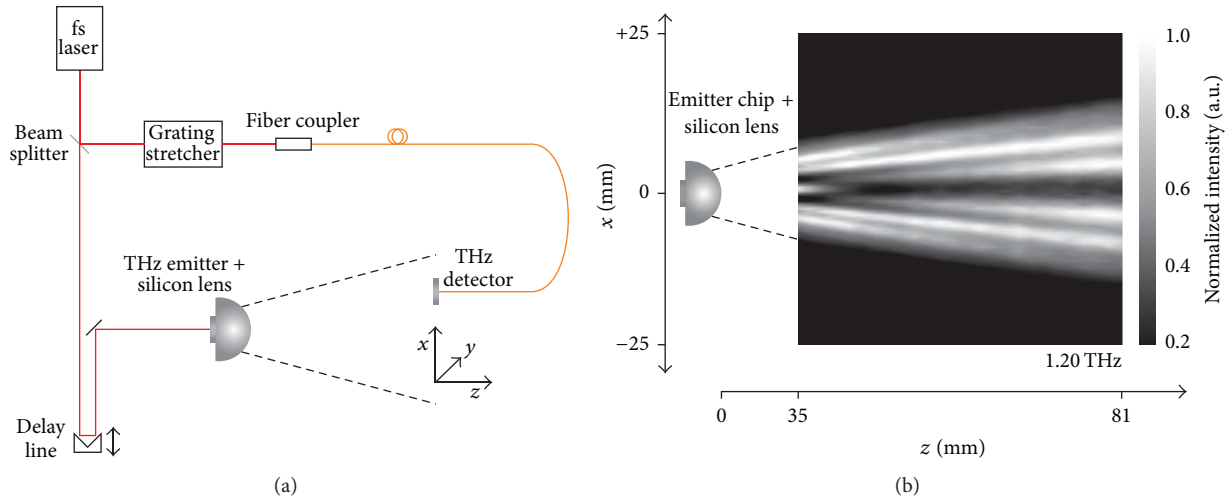 fs
laser
Beam
splitter
Grating
stretcher
Fiber coupler
THz emitter +
silicon lens
THz
detector
x
y
z
Delay
line
(a)
+25
0
−25
x (mm)
Emitter chip +
silicon lens
1.0
0.8
0.6
0.4
0.2
Normalized intensity (a.u.)
1.20 THz
0
35
81
z (mm)
(b)